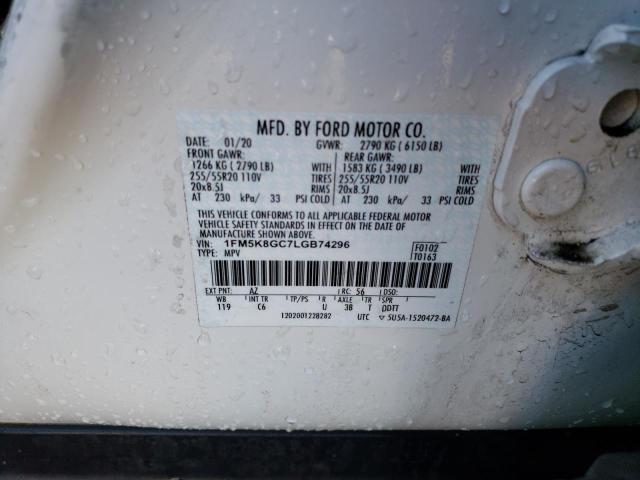 MFD. BY FORD MOTOR CO.
DATE: 01/20 GVWR: 2790 KG ( 6150 LB)
FRONT GAWR: REAR GAWR:
1266 KG ( 2790 LB) WITH 1583 KG ( 3490 LB) WITH
255/55R20 110V TIRES 255/55R20 110V TIRES
20x8.5J RIMS 20x8.5J RIMS
AT 230 kPa/ 33 PSI COLD AT 230 kPa/ 33 PSI COLD
THIS VEHICLE CONFORMS TO ALL APPLICABLE FEDERAL MOTOR
VEHICLE SAFETY STANDARDS IN EFFECT ON THE DATE OF
MANUFACTURE SHOWN ABOVE.
VIN: 1FM5K8GC7LGB74296 F0102
TYPE: MPV T0163
EXT PNT: AZ RC: 56 DSO:
WB INT TR TP/PS R AXLE TR SPR
119 C6 U 3B T DDTT
12020012282B2 UTC ▽ 5U5A-1520472-BA